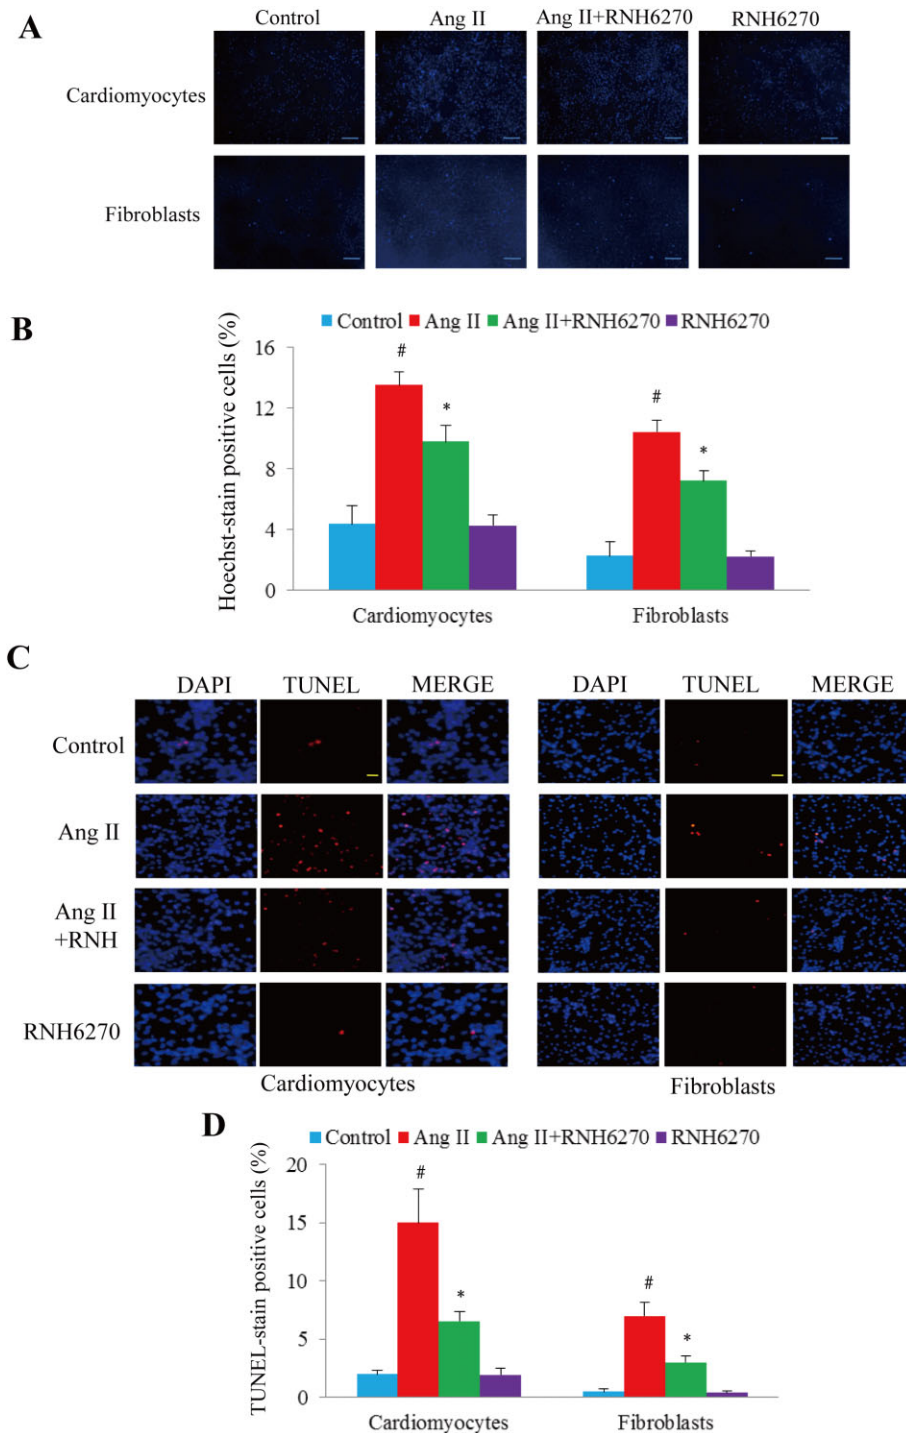 A
Control Ang II Ang II+RNH6270 RNH6270
Cardiomyocytes
Fibroblasts
B
Control Ang II Ang II+RNH6270 RNH6270
Hoechst-stain positive cells (%)
16
12
8
4
0
# * # *
Cardiomyocytes Fibroblasts
C
DAPI TUNEL MERGE DAPI TUNEL MERGE
Control
Ang II
Ang II
+RNH
RNH6270
Cardiomyocytes Fibroblasts
D
Control Ang II Ang II+RNH6270 RNH6270
TUNEL-stain positive cells (%)
20
15
10
5
0
# * # *
Cardiomyocytes Fibroblasts